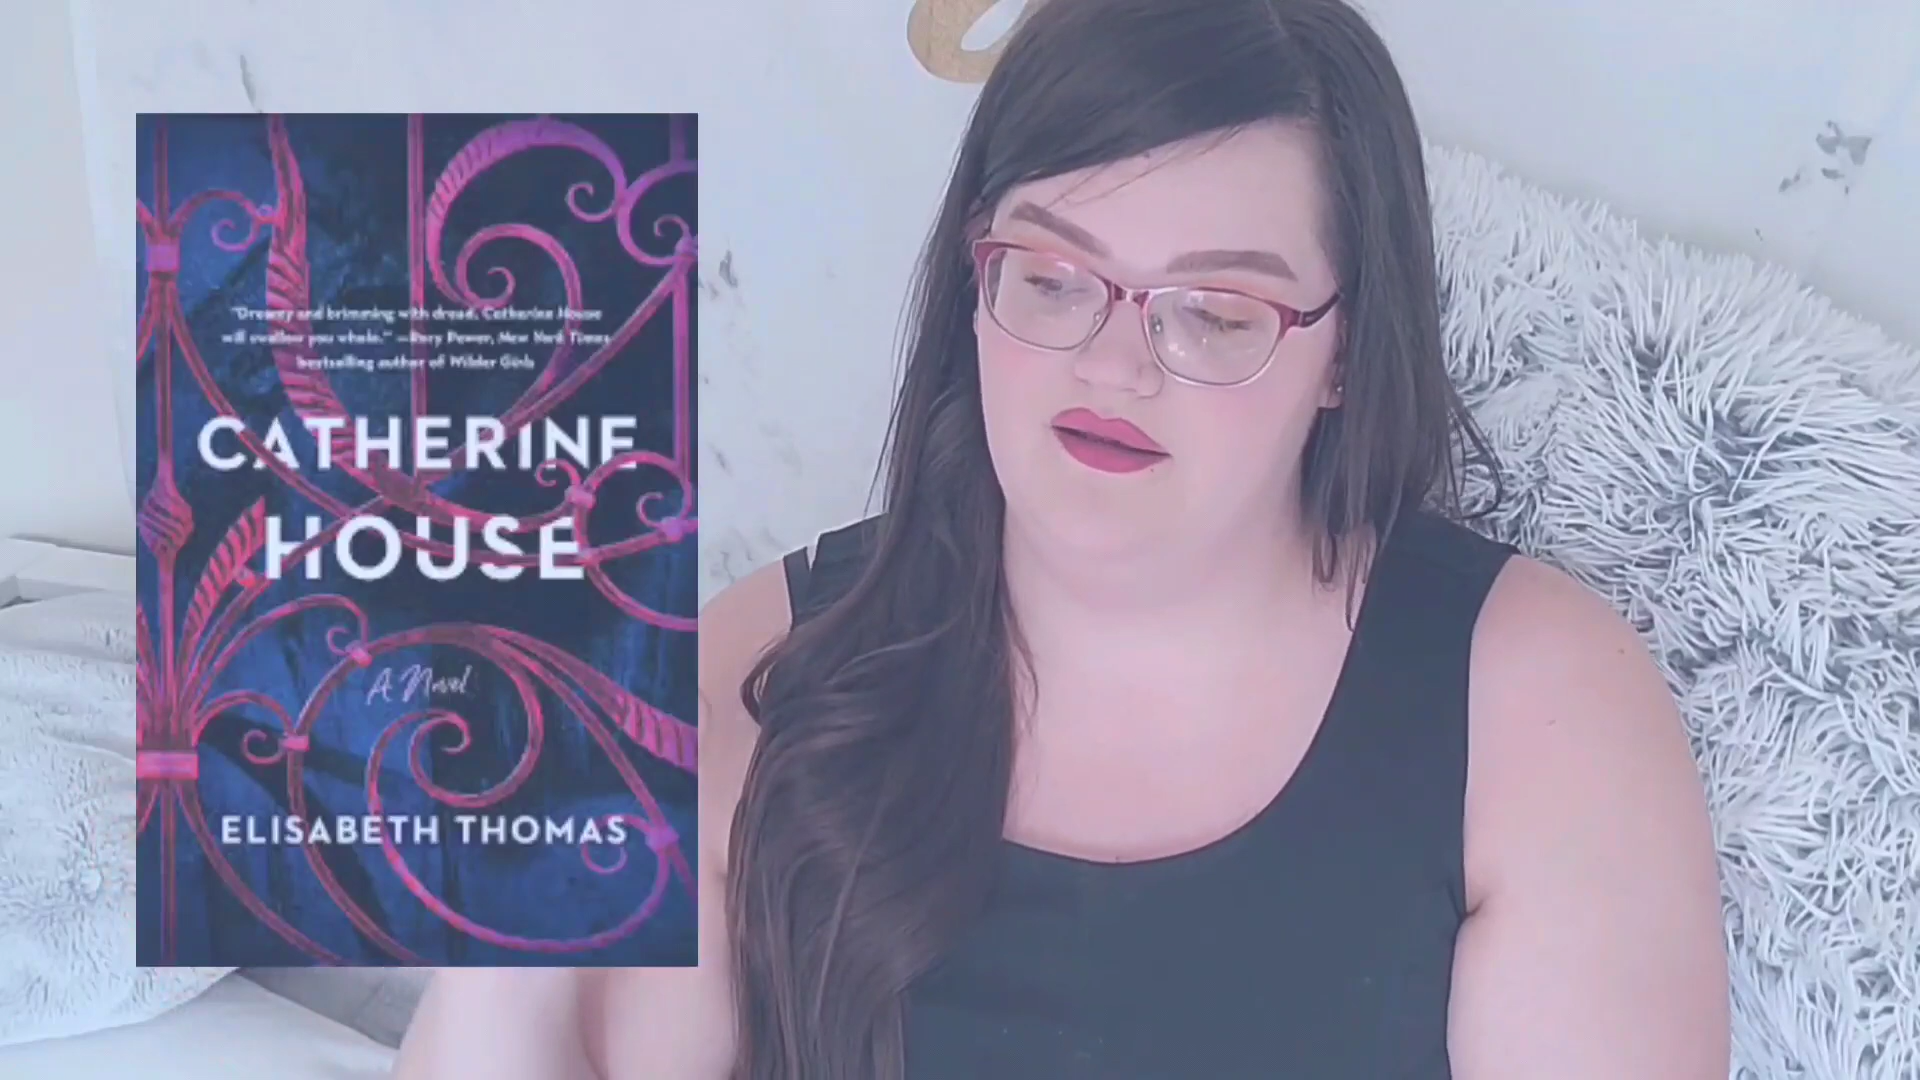 "Dreamy and brimming with dread, Catherine House
will swallow you whole." —Rory Power, New York Times
bestselling author of Wilder Girls
CATHERINE
HOUSE
A Novel
ELISABETH THOMAS